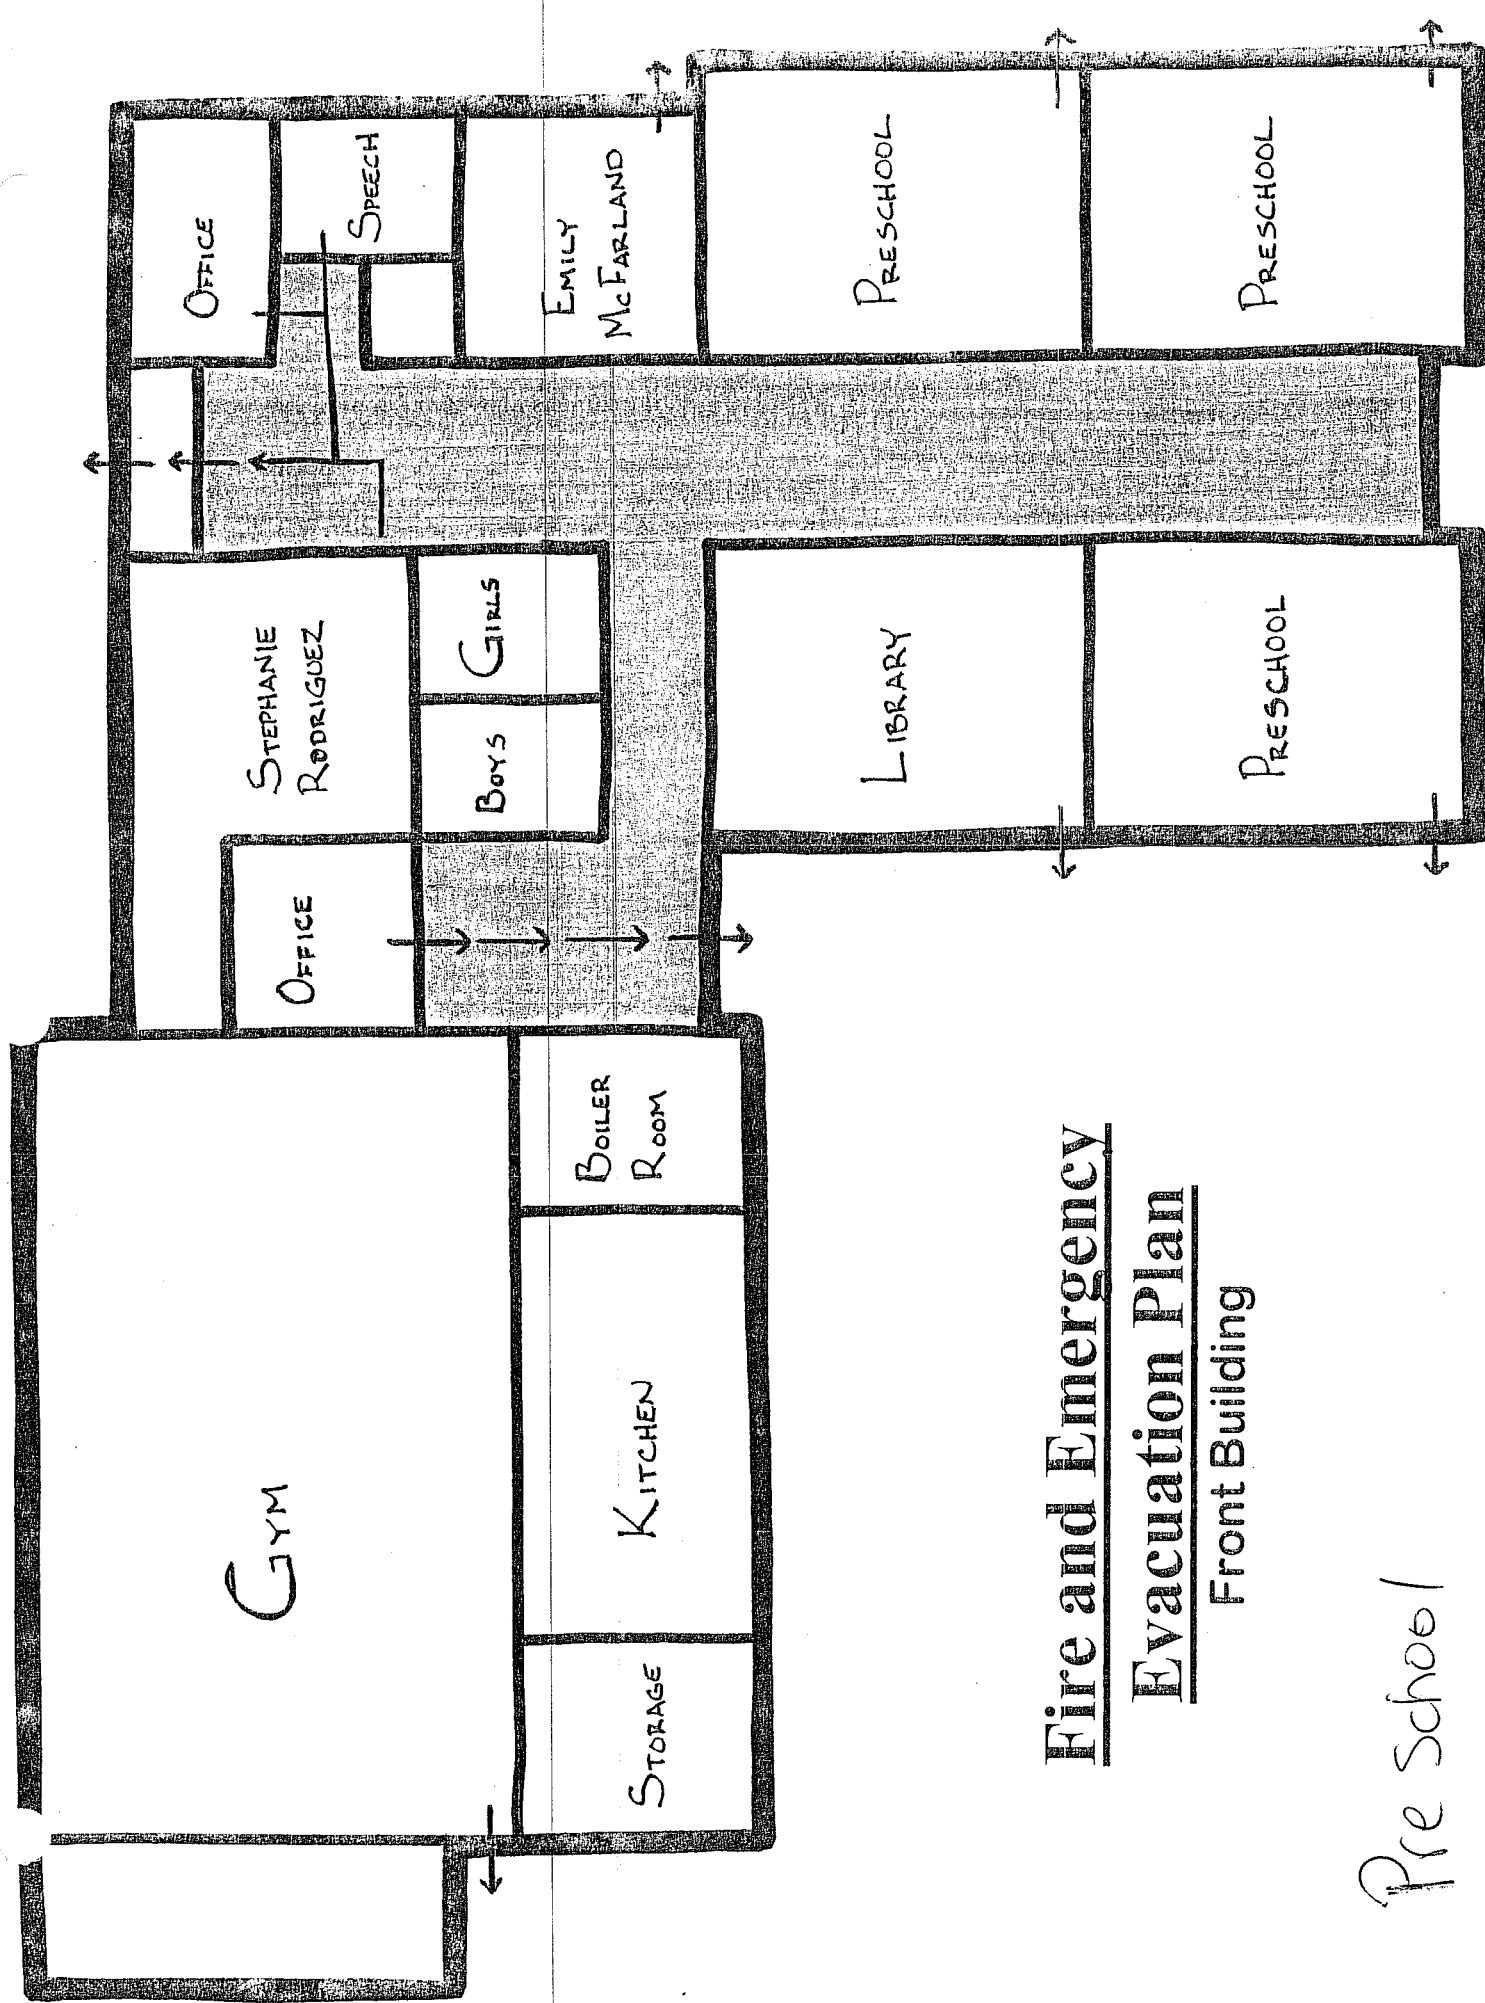 Fire and Emergency
Evacuation Plan
Front Building
Pre School
GYM
STORAGE
KITCHEN
BOILER
ROOM
OFFICE
STEPHANIE
RODRIGUEZ
BOYS
GIRLS
LIBRARY
PRESCHOOL
OFFICE
SPEECH
EMILY
MCFARLAND
PRESCHOOL
PRESCHOOL